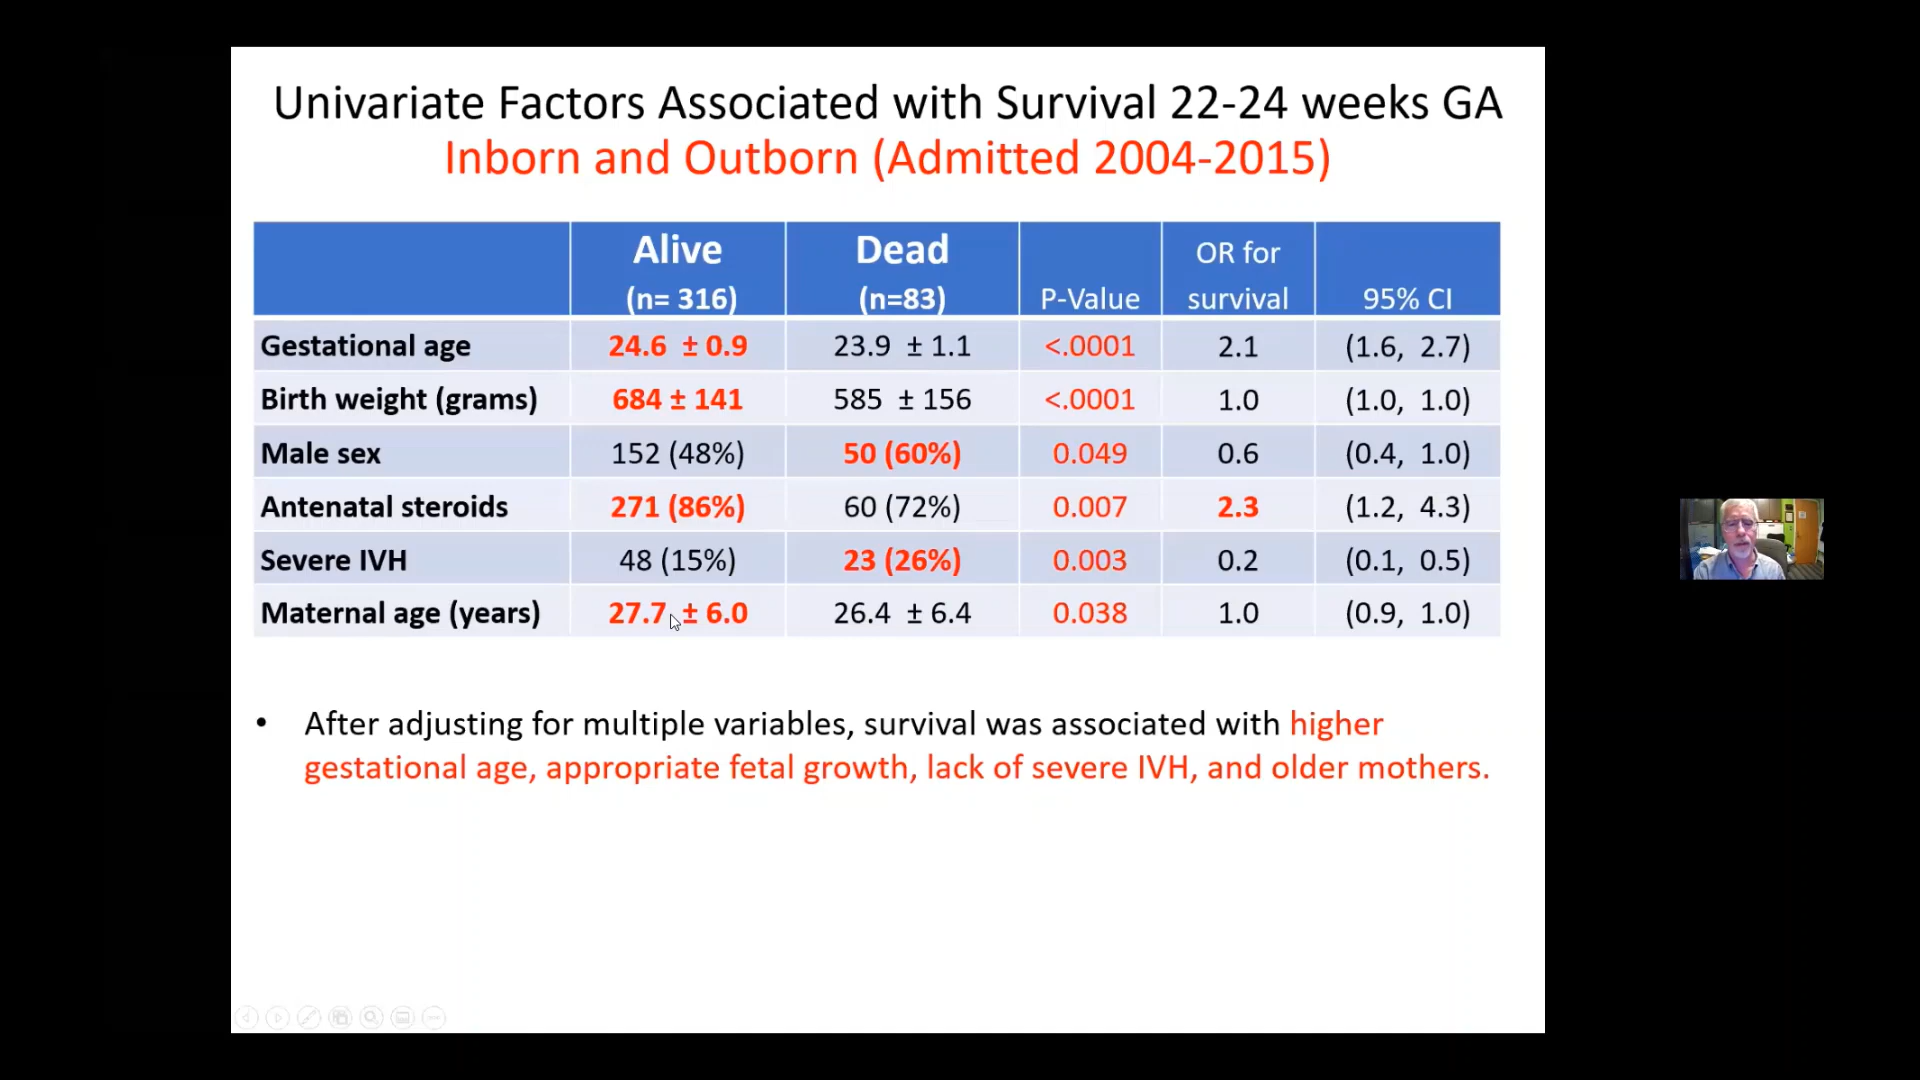 Univariate Factors Associated with Survival 22-24 weeks GA
Inborn and Outborn (Admitted 2004-2015)
Alive (n= 316) Dead (n=83) P-Value OR for survival 95% CI
Gestational age 24.6 ± 0.9 23.9 ± 1.1 <.0001 2.1 (1.6, 2.7)
Birth weight (grams) 684 ± 141 585 ± 156 <.0001 1.0 (1.0, 1.0)
Male sex 152 (48%) 50 (60%) 0.049 0.6 (0.4, 1.0)
Antenatal steroids 271 (86%) 60 (72%) 0.007 2.3 (1.2, 4.3)
Severe IVH 48 (15%) 23 (26%) 0.003 0.2 (0.1, 0.5)
Maternal age (years) 27.7 ± 6.0 26.4 ± 6.4 0.038 1.0 (0.9, 1.0)
• After adjusting for multiple variables, survival was associated with higher
gestational age, appropriate fetal growth, lack of severe IVH, and older mothers.